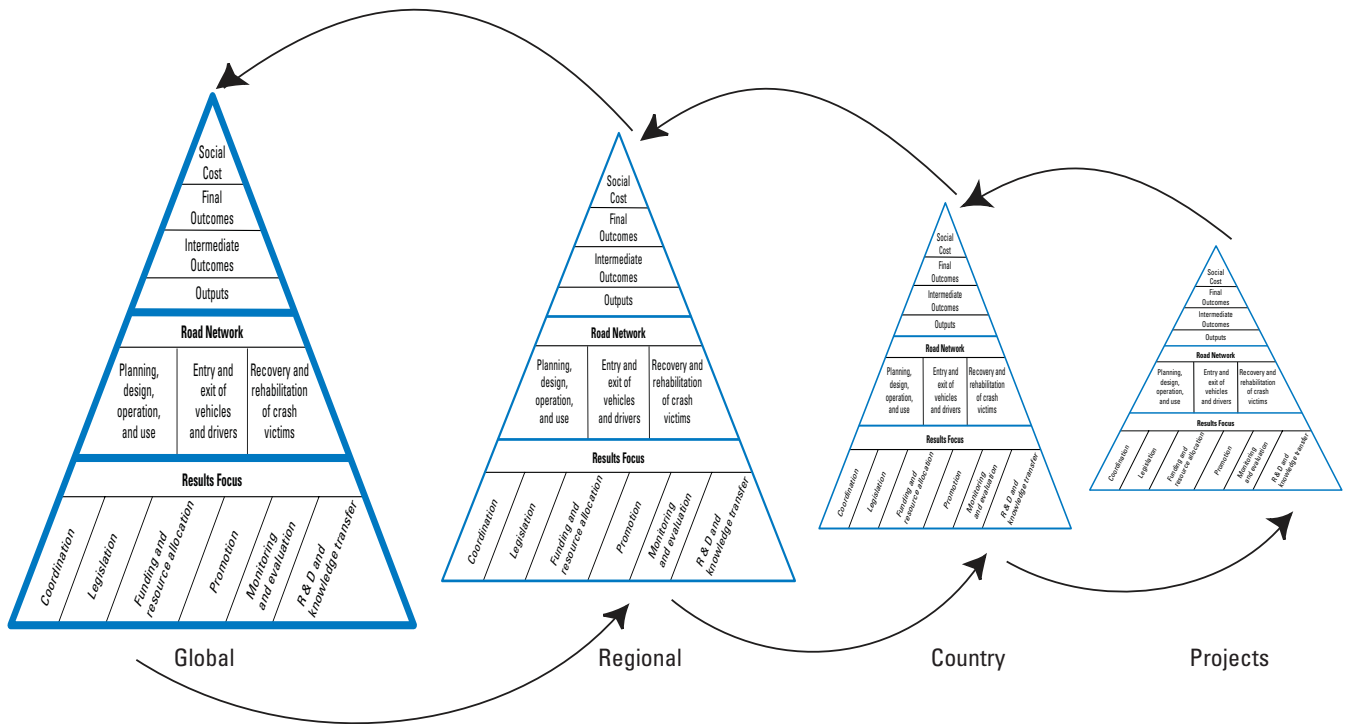 Social
Cost
Final
Outcomes
Intermediate
Outcomes
Outputs
Road Network
Planning,
design,
operation,
and use
Entry and
exit of
vehicles
and drivers
Recovery and
rehabilitation
of crash
victims
Results Focus
Coordination
Legislation
Funding and
resource allocation
Promotion
Monitoring
and evaluation
R & D and
knowledge transfer
Global
Social
Cost
Final
Outcomes
Intermediate
Outcomes
Outputs
Road Network
Planning,
design,
operation,
and use
Entry and
exit of
vehicles
and drivers
Recovery and
rehabilitation
of crash
victims
Results Focus
Coordination
Legislation
Funding and
resource allocation
Promotion
Monitoring
and evaluation
R & D and
knowledge transfer
Regional
Social
Cost
Final
Outcomes
Intermediate
Outcomes
Outputs
Road Network
Planning,
design,
operation,
and use
Entry and
exit of
vehicles
and drivers
Recovery and
rehabilitation
of crash
victims
Results Focus
Coordination
Legislation
Funding and
resource allocation
Promotion
Monitoring
and evaluation
R & D and
knowledge transfer
Country
Social
Cost
Final
Outcomes
Intermediate
Outcomes
Outputs
Road Network
Planning,
design,
operation,
and use
Entry and
exit of
vehicles
and drivers
Recovery and
rehabilitation
of crash
victims
Results Focus
Coordination
Legislation
Funding and
resource allocation
Promotion
Monitoring
and evaluation
R & D and
knowledge transfer
Projects